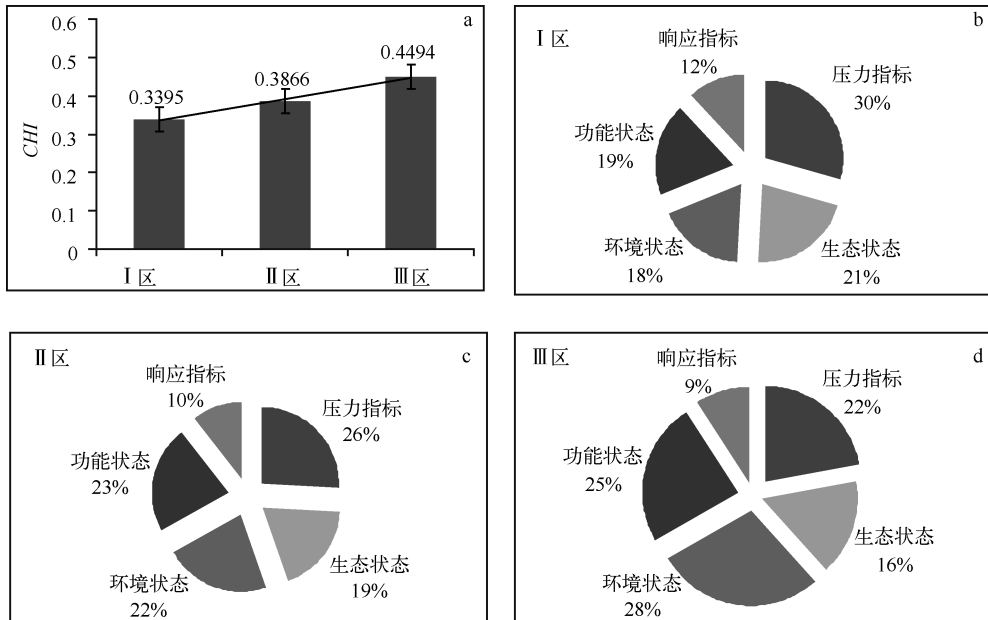 a
0.6
0.5
0.4
0.3
0.2
0.1
0
CHI
0.3395
0.3866
0.4494
Ⅰ区
Ⅱ区
Ⅲ区
b
Ⅰ区
响应指标
12%
压力指标
30%
功能状态
19%
环境状态
18%
生态状态
21%
c
Ⅱ区
响应指标
10%
压力指标
26%
功能状态
23%
环境状态
22%
生态状态
19%
d
Ⅲ区
响应指标
9%
压力指标
22%
功能状态
25%
生态状态
16%
环境状态
28%